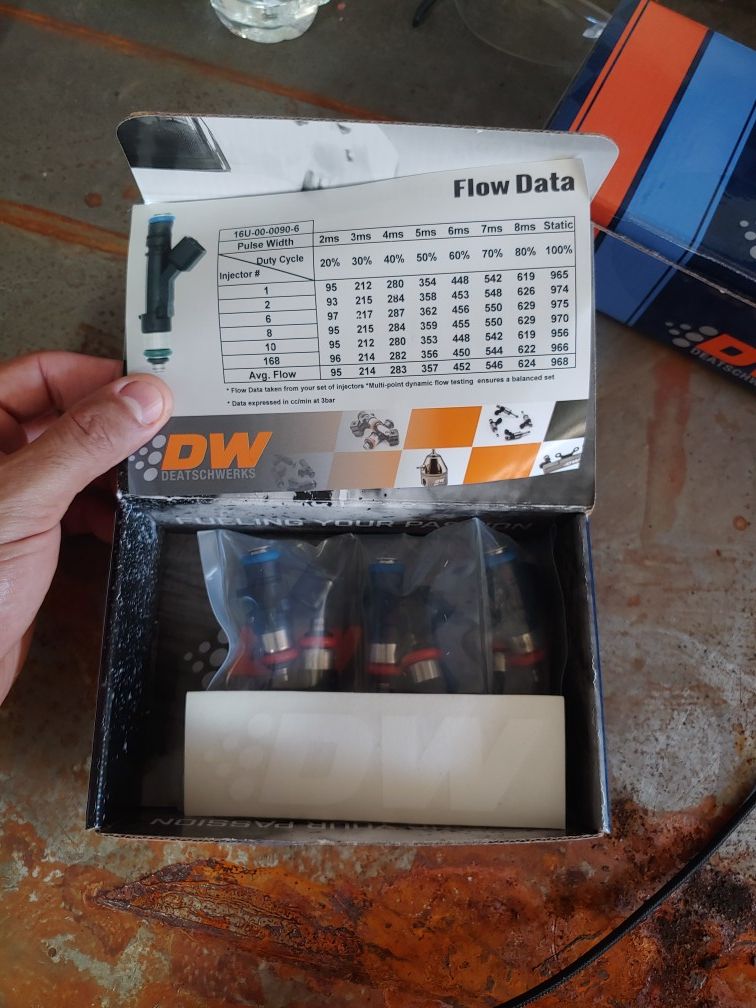 Flow Data
16U-00-0090-6
Pulse Width 2ms 3ms 4ms 5ms 6ms 7ms 8ms Static
Duty Cycle 20% 30% 40% 50% 60% 70% 80% 100%
Injector #
1 95 212 280 354 448 542 619 965
2 93 215 284 358 453 548 626 974
6 97 217 287 362 456 550 629 975
8 95 215 284 359 455 550 629 970
10 95 212 280 353 448 542 619 956
168 96 214 282 356 450 544 622 966
Avg. Flow 95 214 283 357 452 546 624 968
* Flow Data taken from your set of injectors *Multi-point dynamic flow testing ensures a balanced set
* Data expressed in cc/min at 3bar
DW
DEATSCHWERKS
DW
FUELING YOUR PASSION
DW
YOUR PASSION
DW
DEATSCHWERKS